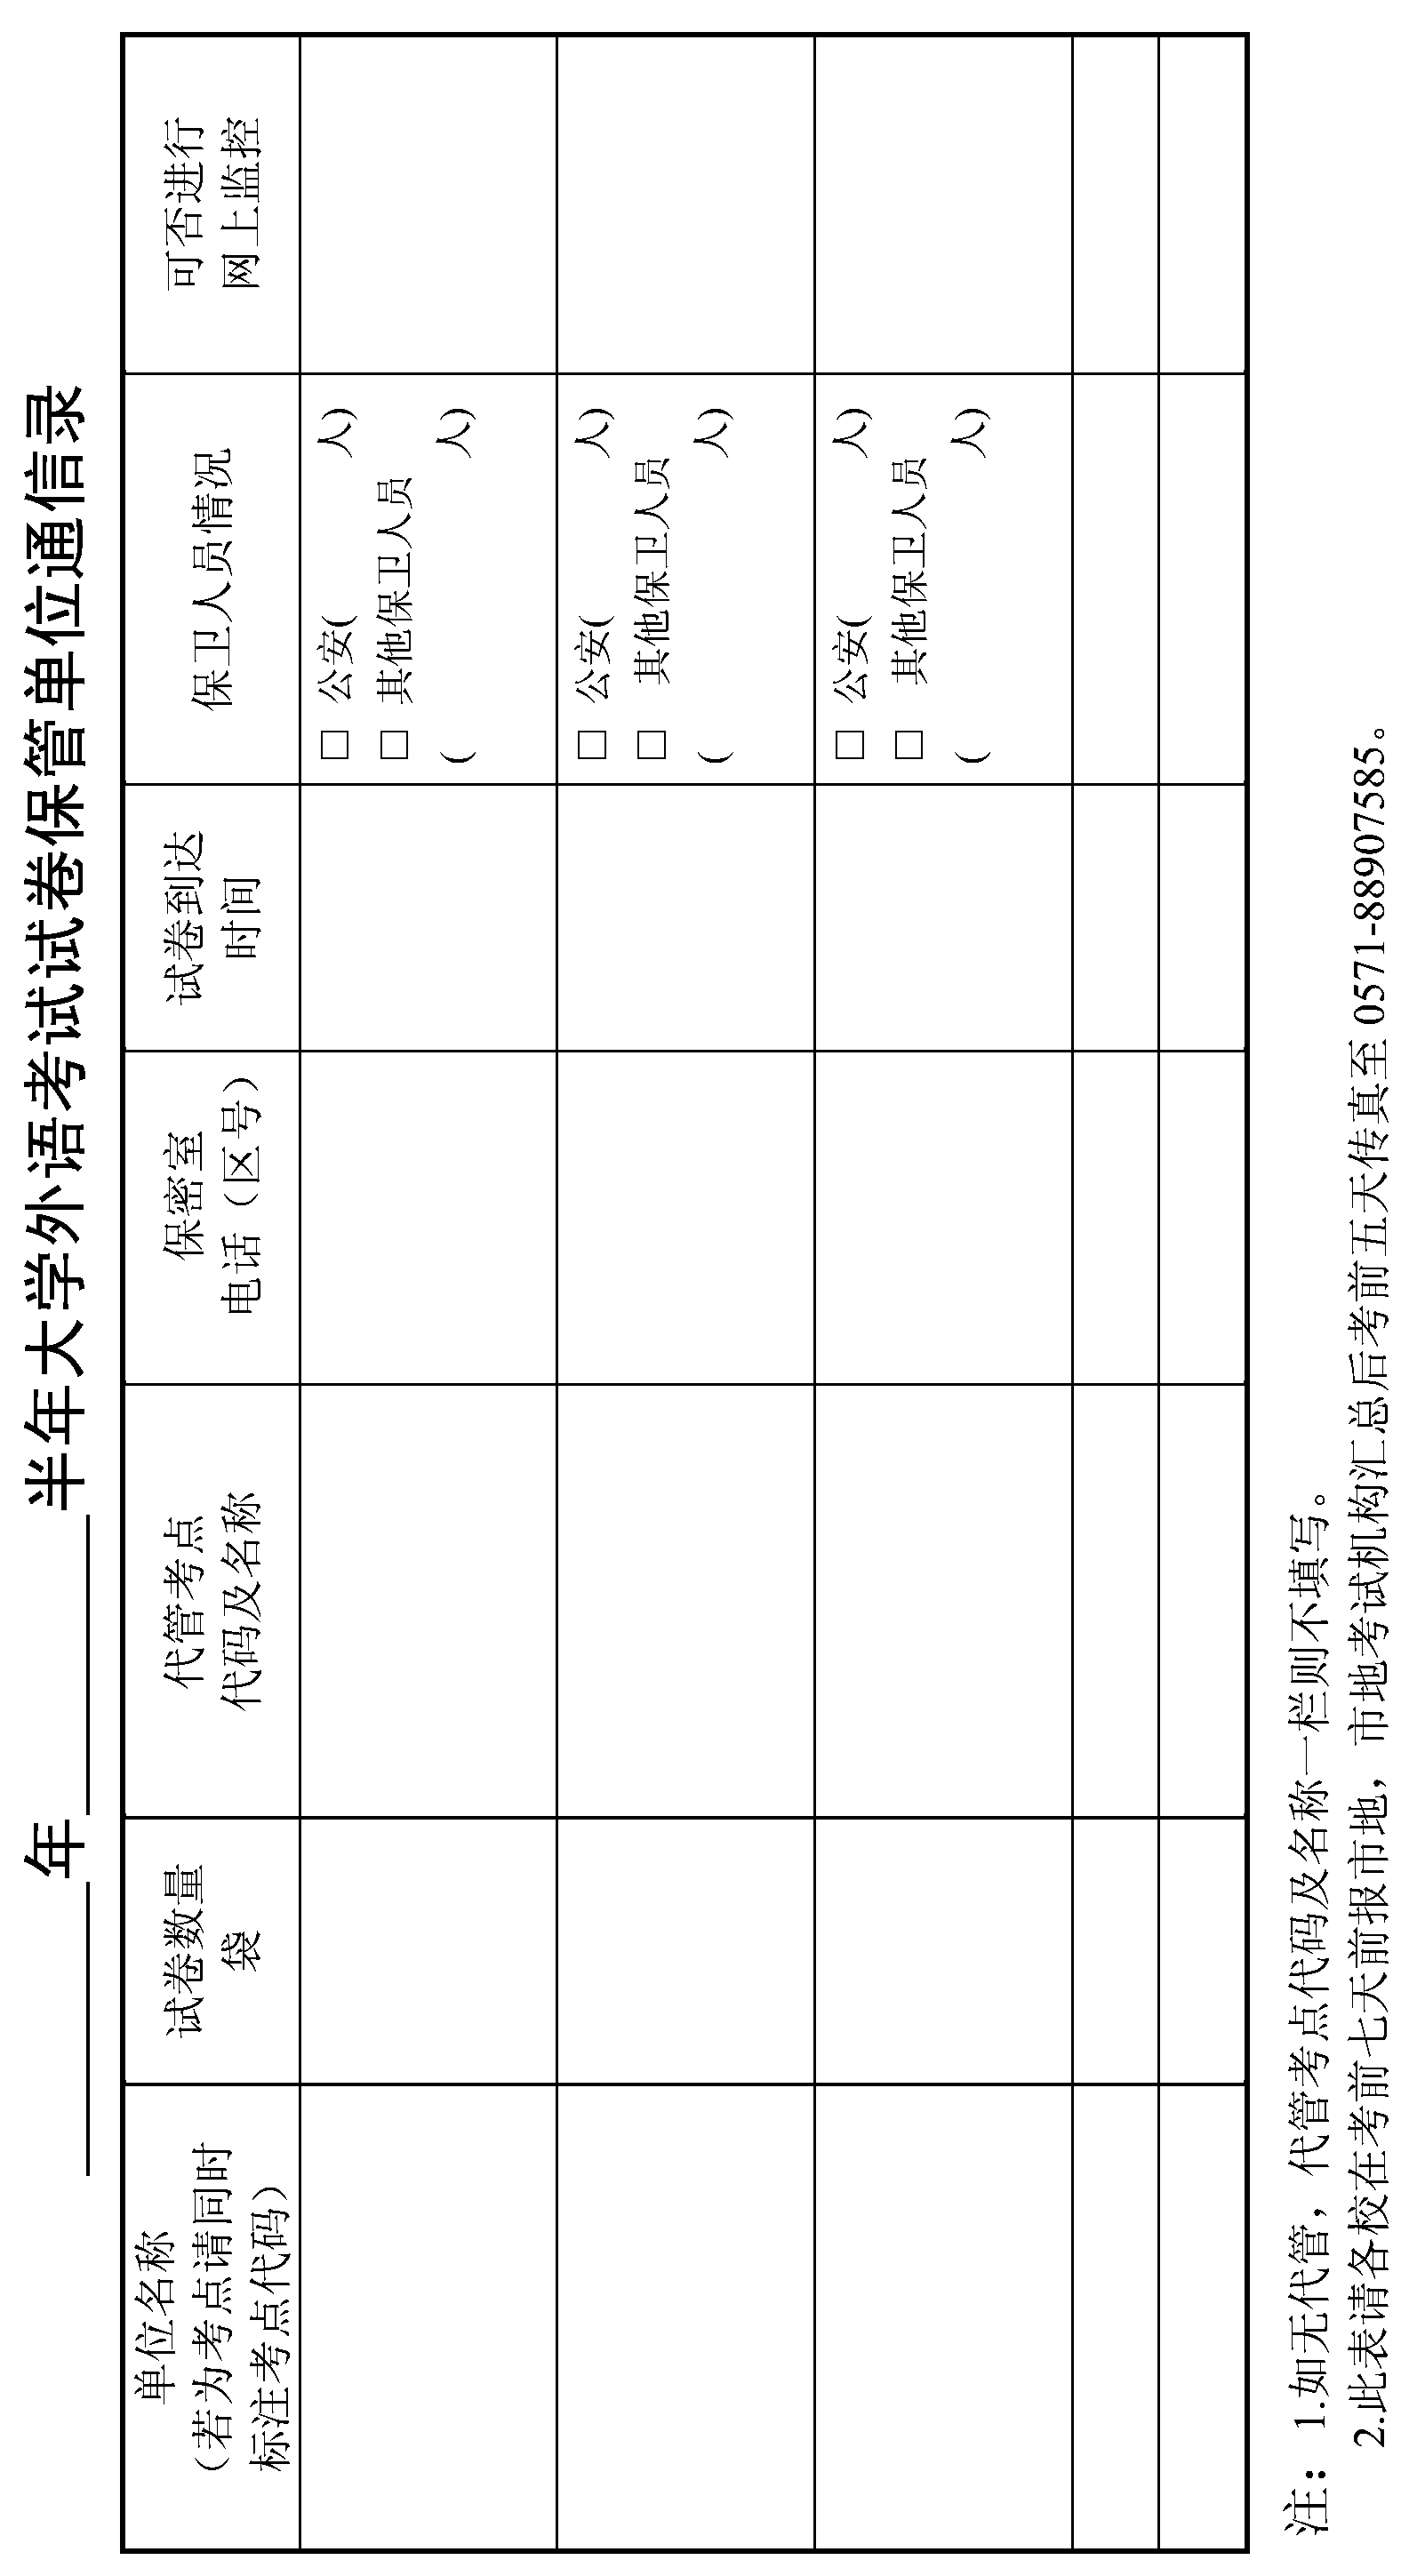 年 半年大学外语考试试卷保管单位通信录
单位名称
（若为考点请同时
标注考点代码）
试卷数量
袋
代管考点
代码及名称
保密室
电话（区号）
试卷到达
时间
保卫人员情况
可否进行
网上监控
□ 公安( 人)
□ 其他保卫人员
( 人)
□ 公安( 人)
□ 其他保卫人员
( 人)
□ 公安( 人)
□ 其他保卫人员
( 人)
注：1.如无代管，代管考点代码及名称一栏则不填写。
2.此表请各校在考前七天前报市地，市地考试机构汇总后考前五天传真至 0571-88907585。